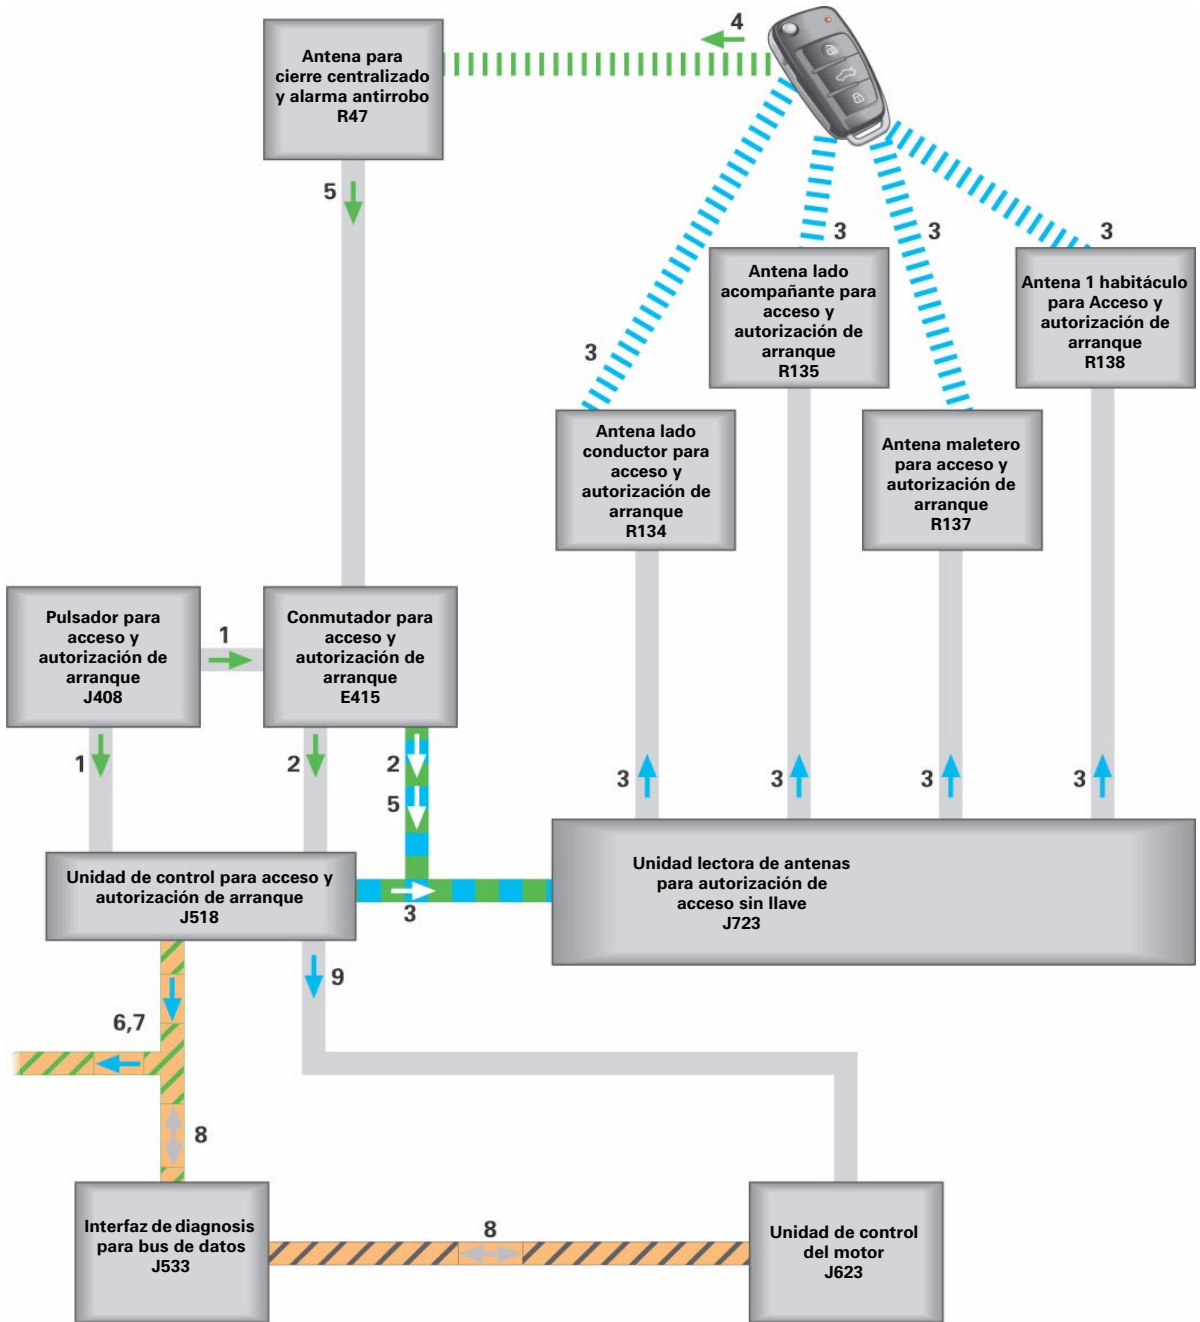 4
Antena para
cierre centralizado
y alarma antirrobo
R47
5
3
3
3
Antena lado
acompañante para
acceso y
autorización de
arranque
R135
Antena 1 habitáculo
para Acceso y
autorización de
arranque
R138
3
Antena lado
conductor para
acceso y
autorización de
arranque
R134
Antena maletero
para acceso y
autorización de
arranque
R137
Pulsador para
acceso y
autorización de
arranque
J408
1
Conmutador para
acceso y
autorización de
arranque
E415
1
2
2
5
3
3
3
3
Unidad de control para acceso y
autorización de arranque
J518
3
Unidad lectora de antenas
para autorización de
acceso sin llave
J723
9
6,7
8
Interfaz de diagnosis
para bus de datos
J533
8
Unidad de control
del motor
J623